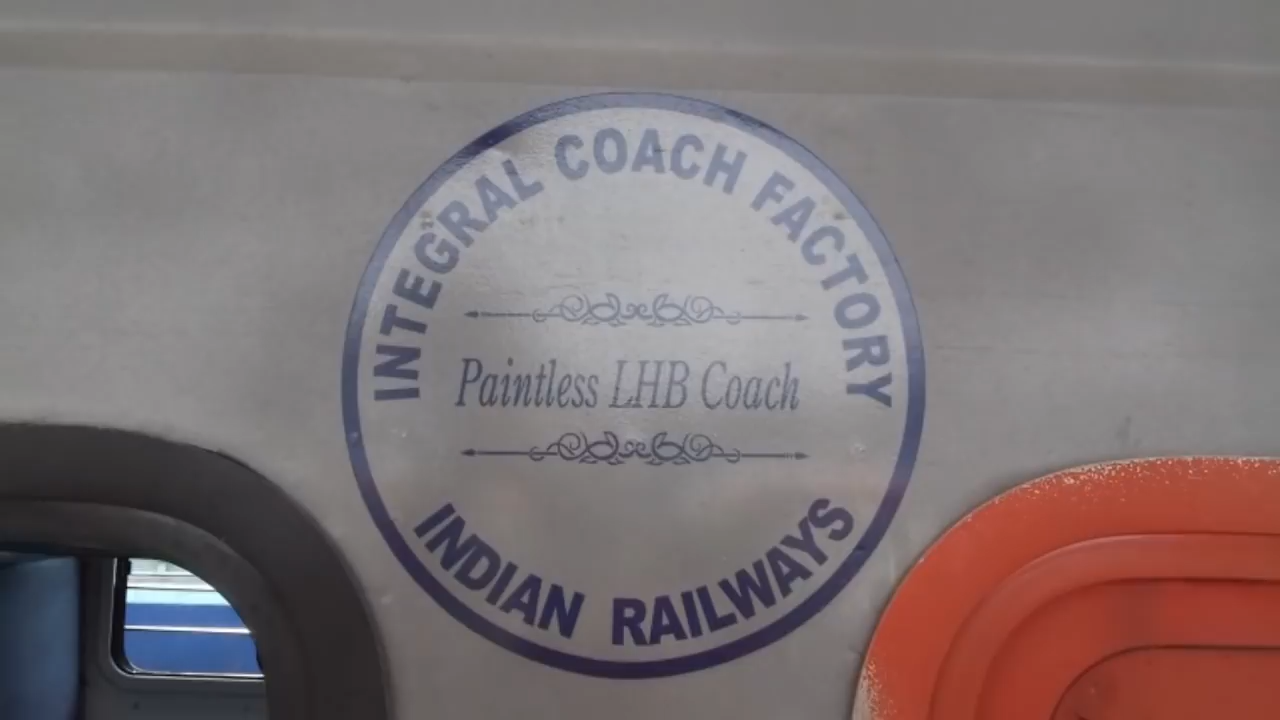 INTEGRAL COACH FACTORY
Paintless LHB Coach
INDIAN RAILWAYS